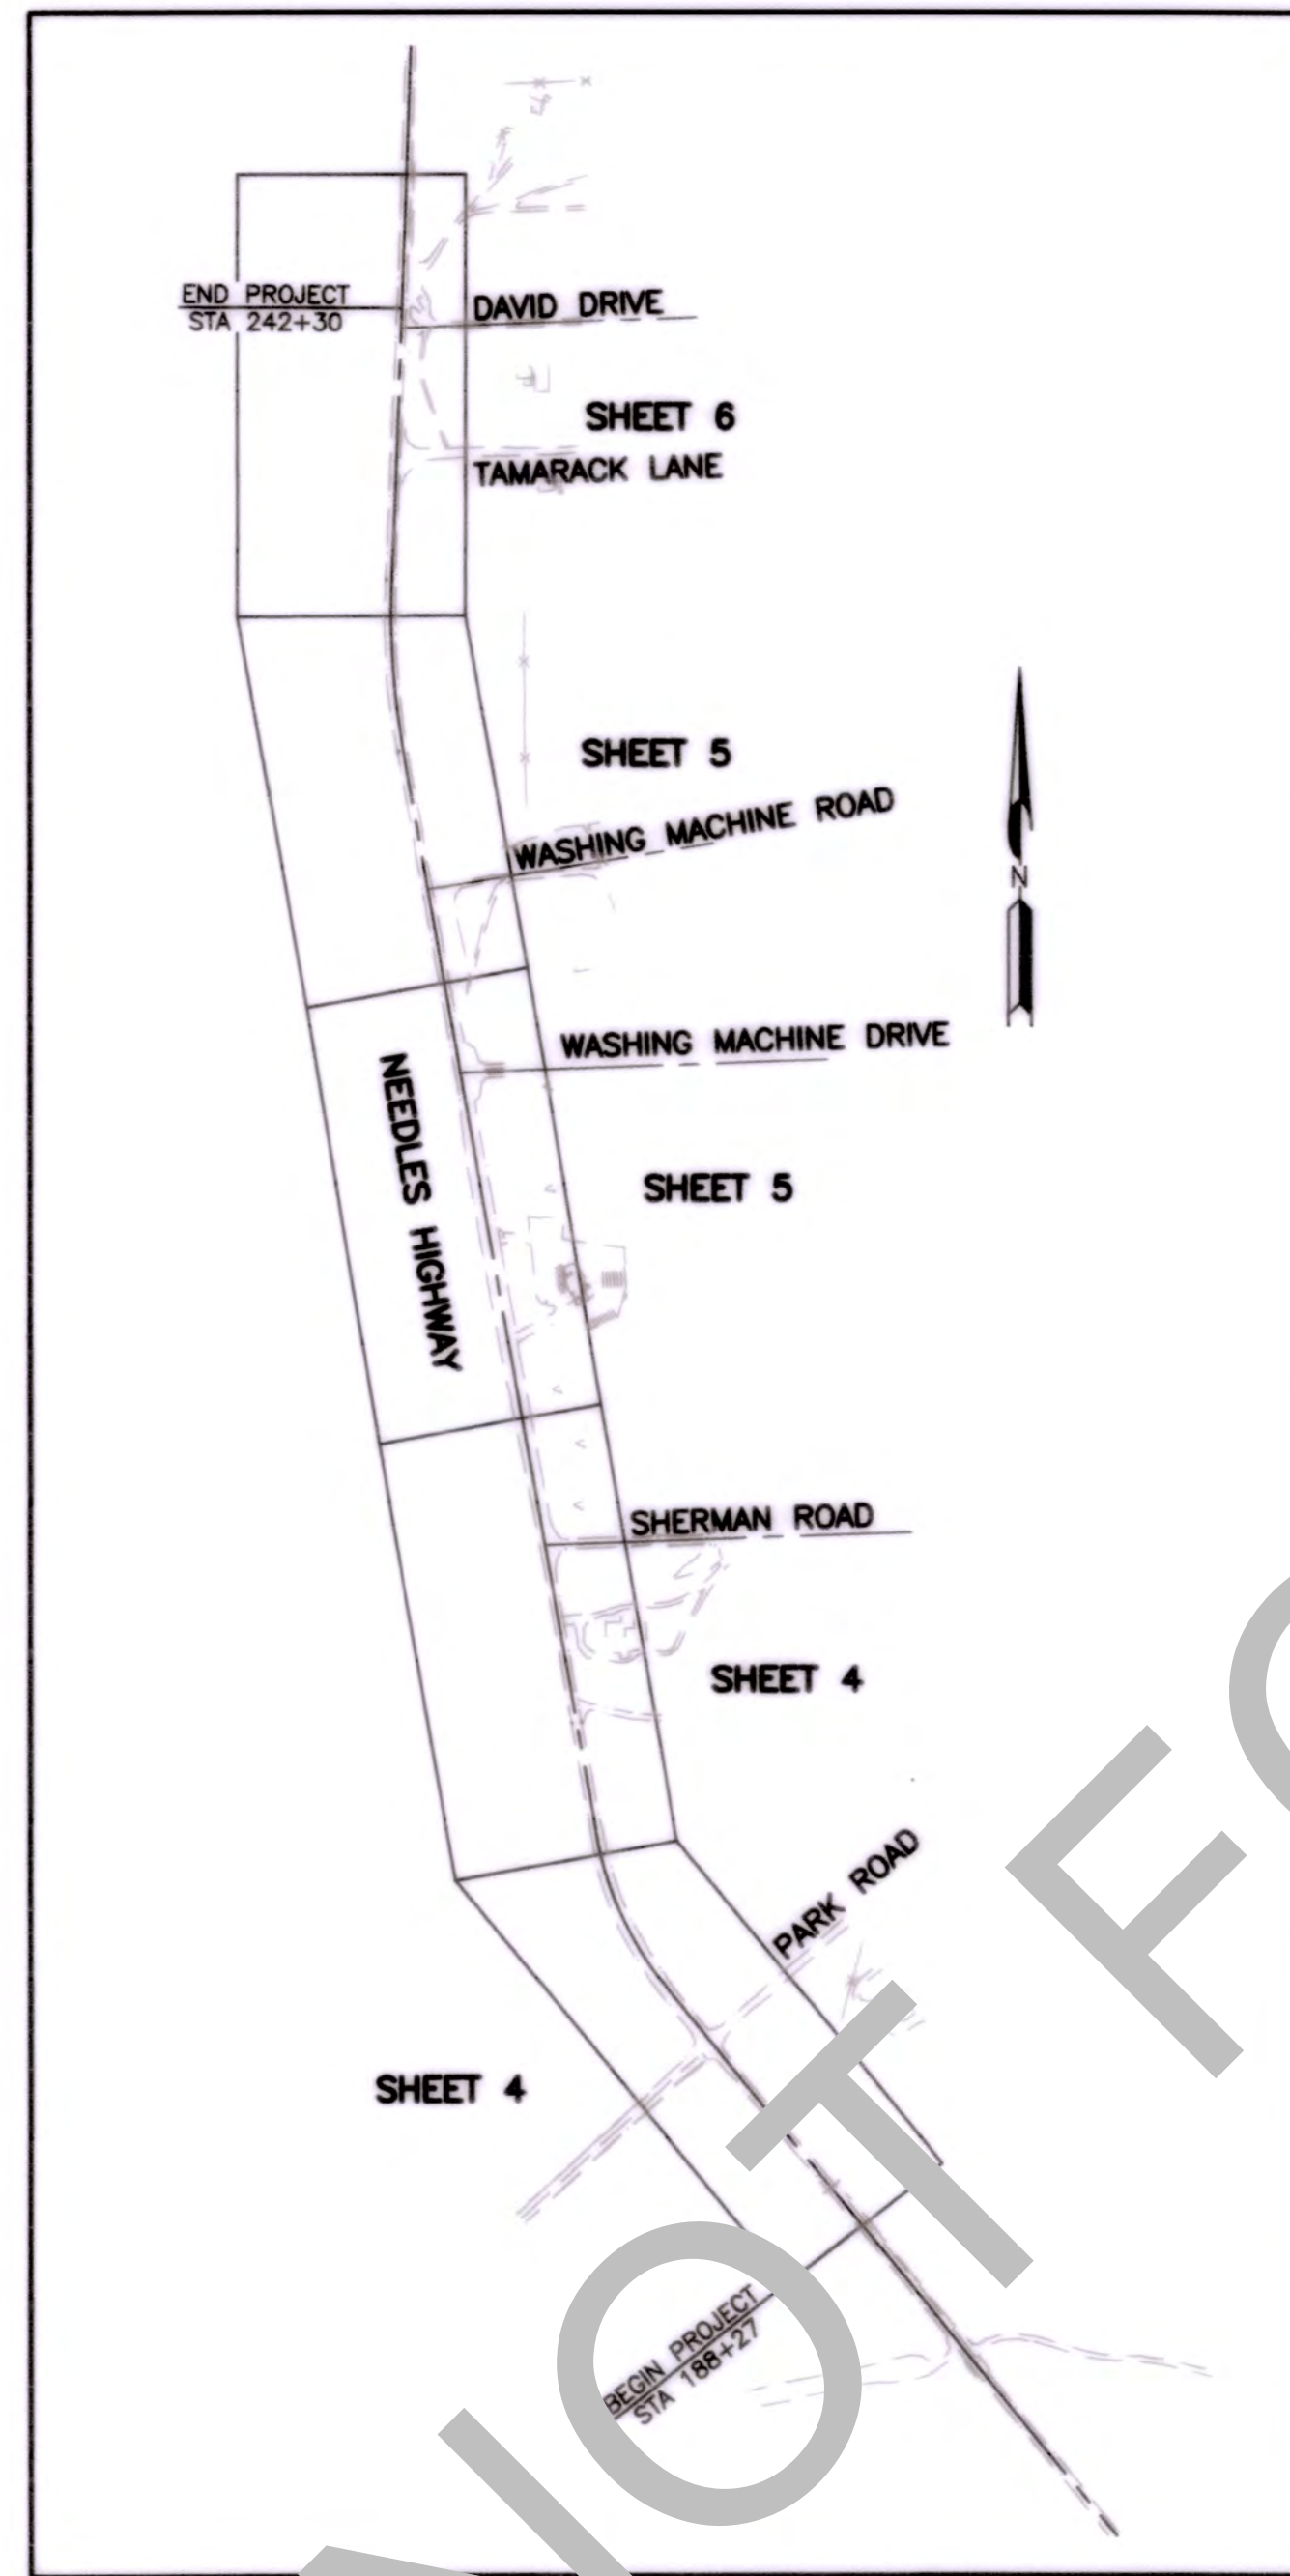 END PROJECT
STA 242+30
DAVID DRIVE
SHEET 6
TAMARACK LANE
SHEET 5
WASHING MACHINE ROAD
N
WASHING MACHINE DRIVE
NEEDLES HIGHWAY
SHEET 5
SHERMAN ROAD
SHEET 4
PARK ROAD
SHEET 4
BEGIN PROJECT
STA 188+27
NOT